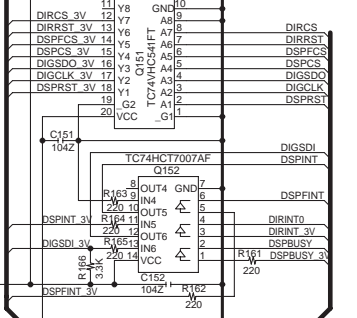 11 Y8 GND 10
DIRCS_3V 12 Y7 A8 9
DIRRST_3V 13 Y6 A7 8 DIRCS
DPSFCS_3V 14 Y5 A6 7 DIRRST
DSPCS_3V 15 Y4 A5 6 DSPFCS
DIGSDO_3V 16 Y3 A4 5 DSPCS
DIGCLK_3V 17 Y2 A3 4 DIGSDO
DSPRST_3V 18 Y1 A2 3 DIGCLK
19 _G2 A1 2 DSPRST
20 VCC _G1 1
Q151
TC74VHC541FT
C151
104Z
DIGSDI
TC74HCT7007AF DSPINT
Q152
8 OUT4 GND 7
R163 9 IN4 6 DSPFINT
220 10 OUT5 5
DSPINT_3V R164 11 IN5 4 DIRINT0
220 12 OUT6 3 DIRINT_3V
DIGSDI_3V R165 13 IN6 2 DSPBUSY
220 14 VCC 1 R161 DSPBUSY_3V
220
R166
3.3K
C152
104Z R162
DSPFINT_3V 220